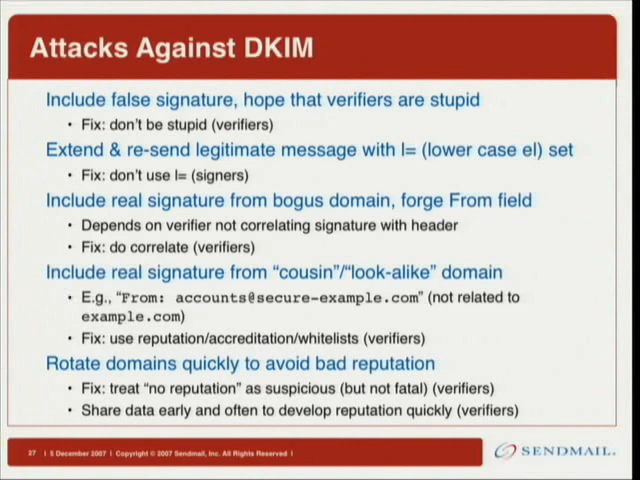 Attacks Against DKIM
Include false signature, hope that verifiers are stupid
• Fix: don't be stupid (verifiers)
Extend & re-send legitimate message with l= (lower case el) set
• Fix: don't use l= (signers)
Include real signature from bogus domain, forge From field
• Depends on verifier not correlating signature with header
• Fix: do correlate (verifiers)
Include real signature from "cousin"/"look-alike" domain
• E.g., "From: accounts@secure-example.com" (not related to
example.com)
• Fix: use reputation/accreditation/whitelists (verifiers)
Rotate domains quickly to avoid bad reputation
• Fix: treat "no reputation" as suspicious (but not fatal) (verifiers)
• Share data early and often to develop reputation quickly (verifiers)
27 | 5 December 2007 | Copyright © 2007 Sendmail, Inc. All Rights Reserved |
SENDMAIL.